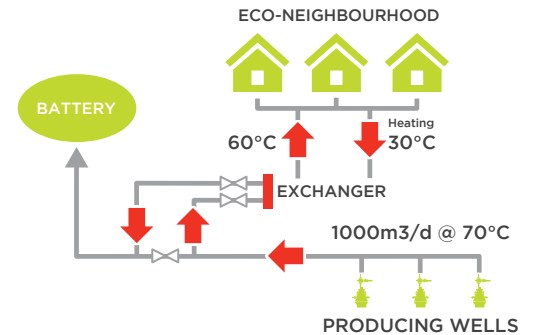 ECO-NEIGHBOURHOOD
BATTERY
Heating
60°C
30°C
EXCHANGER
1000m3/d @ 70°C
PRODUCING WELLS